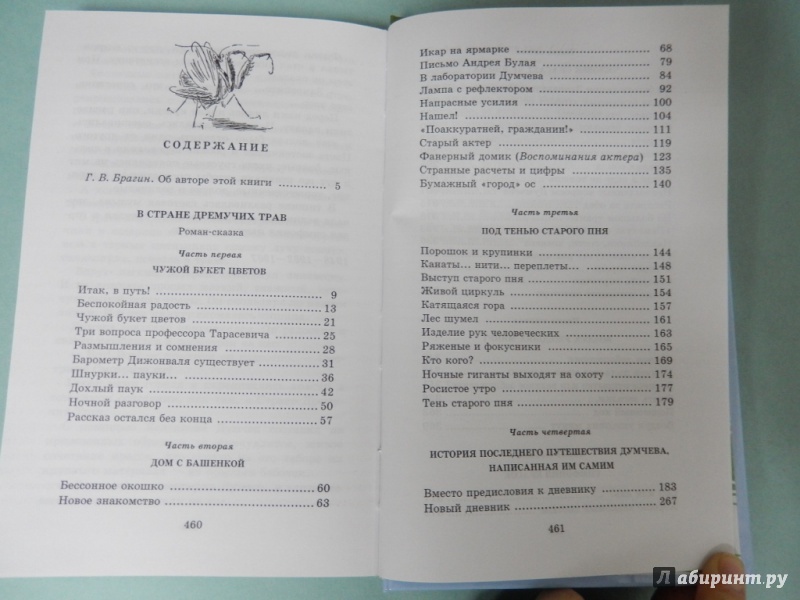 СОДЕРЖАНИЕ
Г. В. Брагин. Об авторе этой книги ............ 5
В СТРАНЕ ДРЕМУЧИХ ТРАВ
Роман-сказка
Часть первая
ЧУЖОЙ БУКЕТ ЦВЕТОВ
Итак, в путь! ............ 9
Беспокойная радость ............ 13
Чужой букет цветов ............ 21
Три вопроса профессора Тарасевича ............ 25
Размышления и сомнения ............ 28
Барометр Дижонваля существует ............ 31
Шнурки... пауки... ............ 36
Дохлый паук ............ 42
Ночной разговор ............ 50
Рассказ остался без конца ............ 57
Часть вторая
ДОМ С БАШЕНКОЙ
Бессонное окошко ............ 60
Новое знакомство ............ 63
460
Икар на ярмарке ............ 68
Письмо Андрея Булая ............ 79
В лаборатории Думчева ............ 84
Лампа с рефлектором ............ 92
Напрасные усилия ............ 100
Нашел! ............ 104
«Поаккуратней, гражданин!» ............ 111
Старый актер ............ 119
Фанерный домик (Воспоминания актера) 123
Странные расчеты и цифры ............ 135
Бумажный «город» ос ............ 140
Часть третья
ПОД ТЕНЬЮ СТАРОГО ПНЯ
Порошок и крупинки ............ 144
Канаты... нити... переплеты... ............ 148
Выступ старого пня ............ 151
Живой циркуль ............ 154
Катящаяся гора ............ 157
Лес шумел ............ 161
Изделие рук человеческих ............ 163
Ряженые и фокусники ............ 165
Кто кого? ............ 169
Ночные гиганты выходят на охоту ............ 174
Росистое утро ............ 177
Тень старого пня ............ 179
Часть четвертая
ИСТОРИЯ ПОСЛЕДНЕГО ПУТЕШЕСТВИЯ ДУМЧЕВА,
НАПИСАННАЯ ИМ САМИМ
Вместо предисловия к дневнику ............ 183
Новый дневник ............ 267
461
Лабиринт.ру